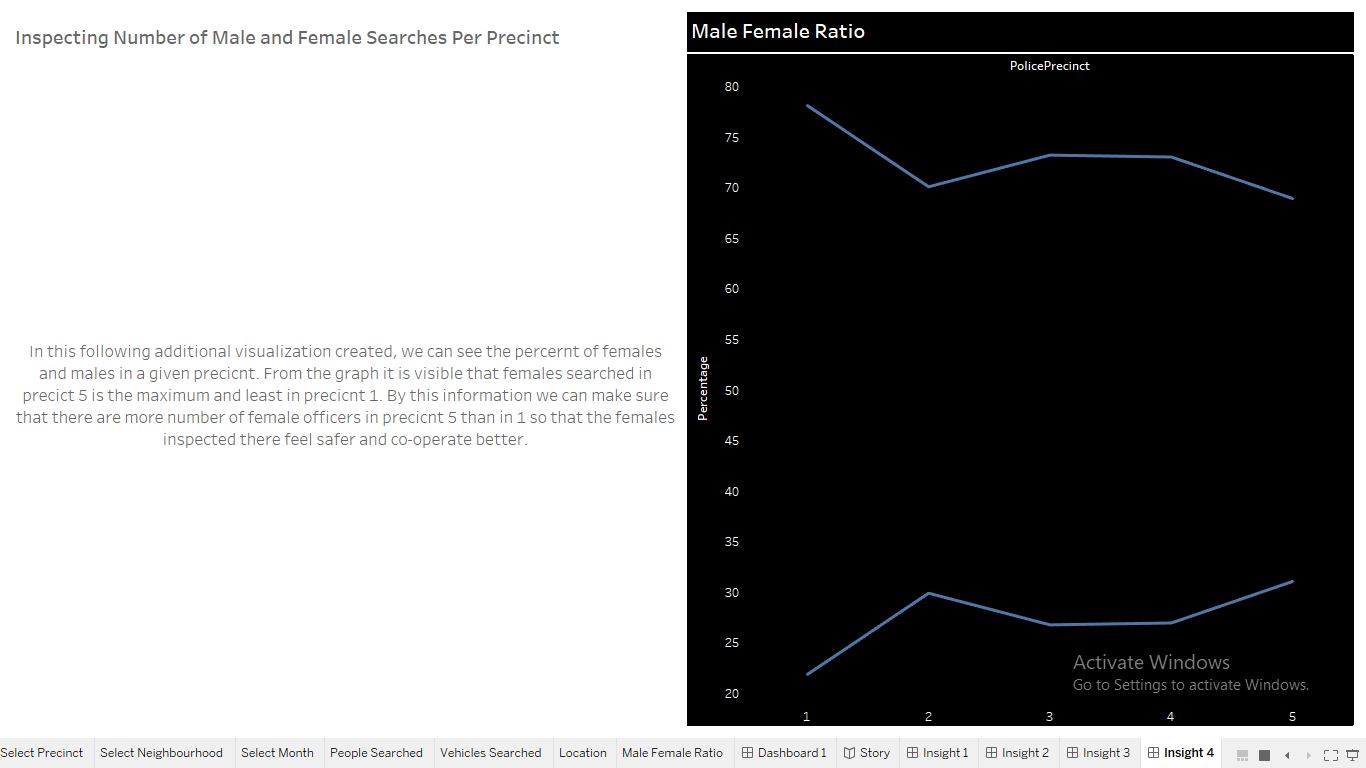 Inspecting Number of Male and Female Searches Per Precinct
In this following additional visualization created, we can see the percernt of females
and males in a given precicnt. From the graph it is visible that females searched in
precict 5 is the maximum and least in precicnt 1. By this information we can make sure
that there are more number of female officers in precicnt 5 than in 1 so that the females
inspected there feel safer and co-operate better.
Male Female Ratio
PolicePrecinct
80
75
70
65
60
55
50
45
40
35
30
25
20
Percentage
1 2 3 4 5
Activate Windows
Go to Settings to activate Windows.
Select Precinct Select Neighbourhood Select Month People Searched Vehicles Searched Location Male Female Ratio Dashboard 1 Story Insight 1 Insight 2 Insight 3 Insight 4